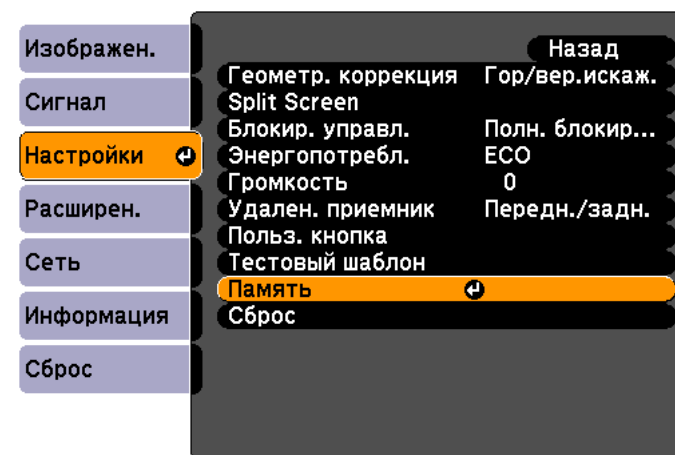 Изображен.
Сигнал
Настройки
Расширен.
Сеть
Информация
Сброс
Назад
Геометр. коррекция Гор/вер.искаж.
Split Screen
Блокир. управл. Полн. блокир...
Энергопотребл. ECO
Громкость 0
Удален. приемник Передн./задн.
Польз. кнопка
Тестовый шаблон
Память
Сброс